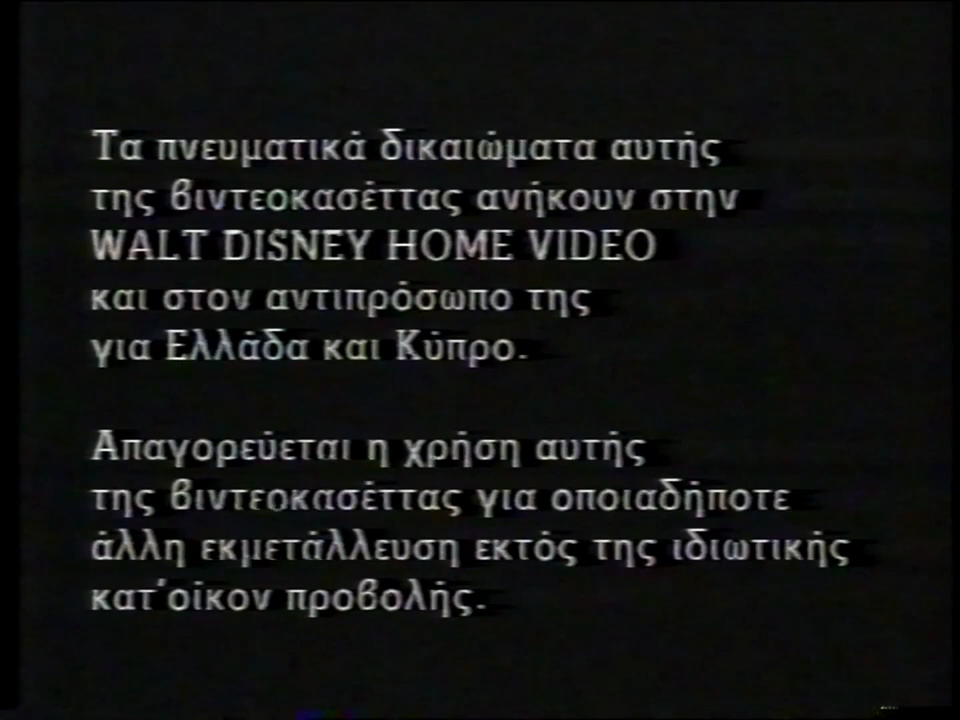 Τα πνευματικά δικαιώματα αυτής
της βιντεοκασέττας ανήκουν στην
WALT DISNEY HOME VIDEO
και στον αντιπρόσωπο της
για Ελλάδα και Κύπρο.
Απαγορεύεται η χρήση αυτής
της βιντεοκασέττας για οποιαδήποτε
άλλη εκμετάλλευση εκτός της ιδιωτικής
κατ'οίκον προβολής.